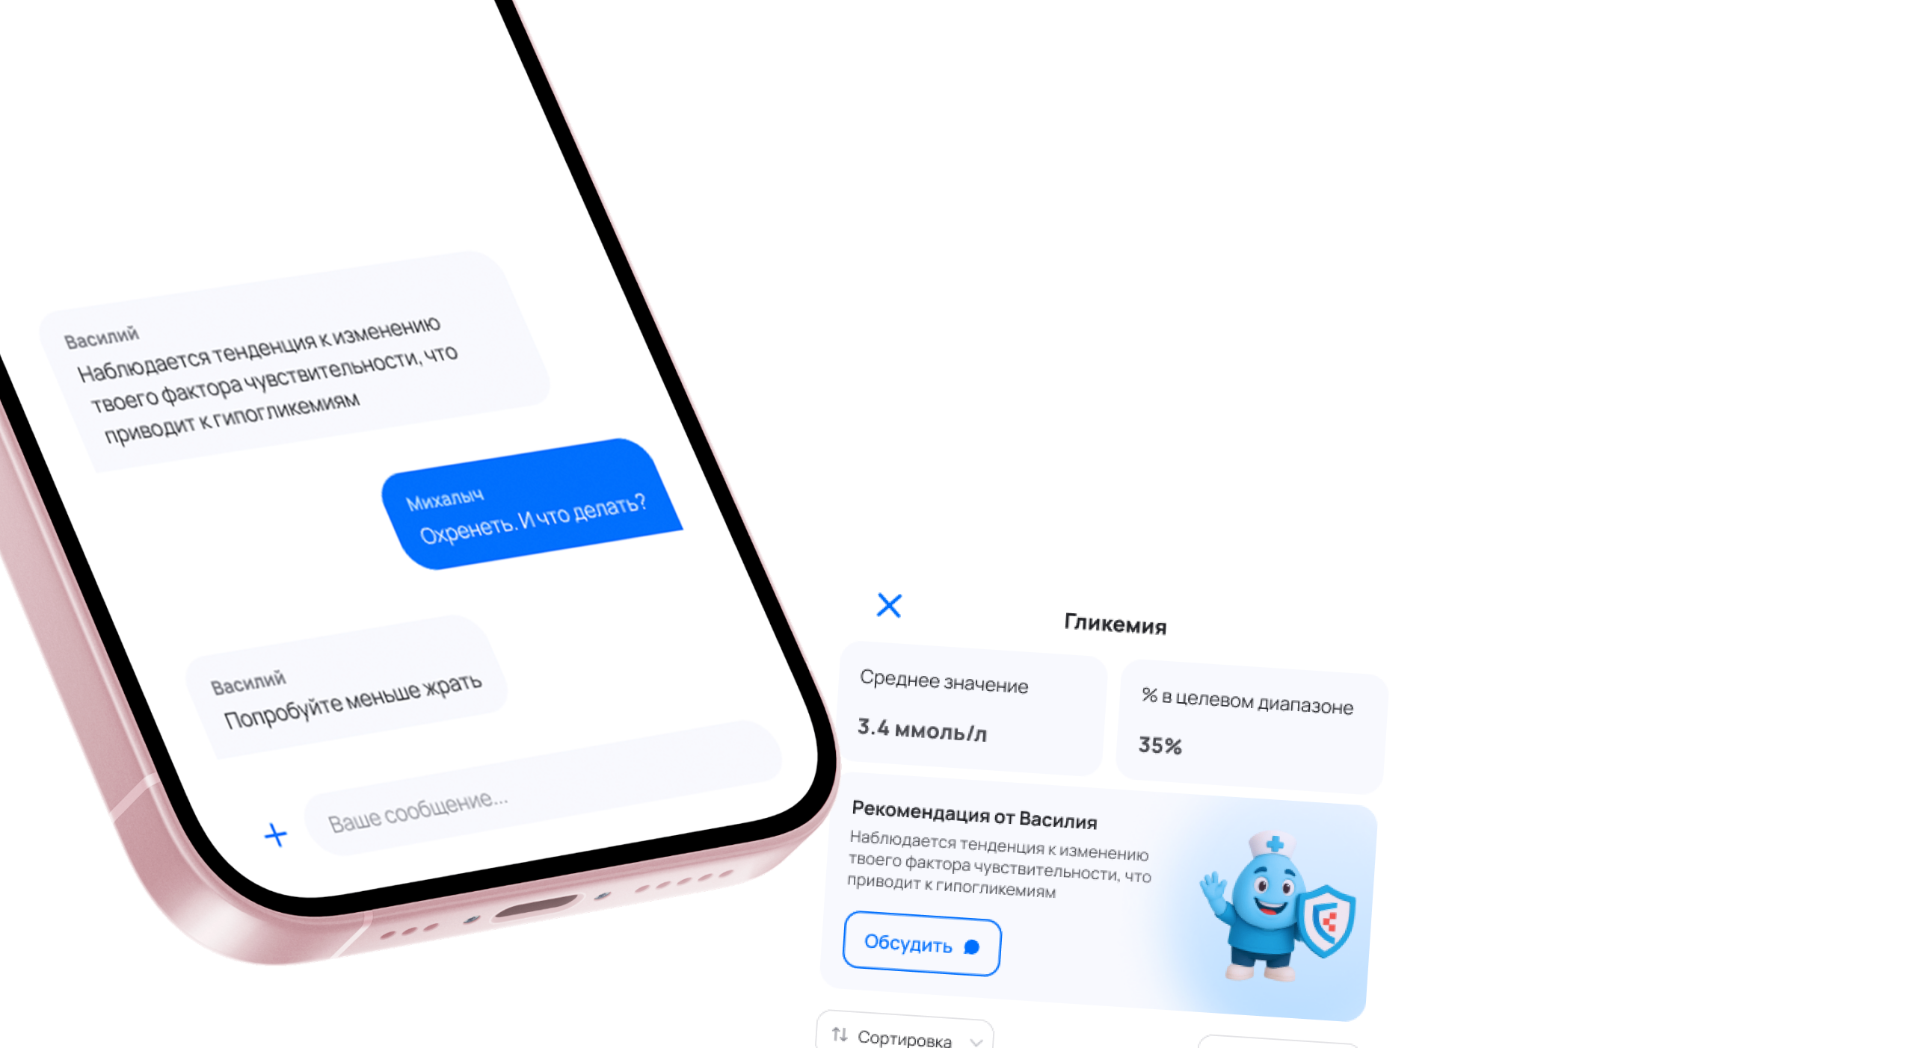 Василий
Наблюдается тенденция к изменению
твоего фактора чувствительности, что
приводит к гипогликемиям
Михалыч
Охренеть. И что делать?
Василий
Попробуйте меньше жрать
Ваше сообщение...
Гликемия
Среднее значение
3.4 ммоль/л
% в целевом диапазоне
35%
Рекомендация от Василия
Наблюдается тенденция к изменению
твоего фактора чувствительности, что
приводит к гипогликемиям
Обсудить
Сортировка